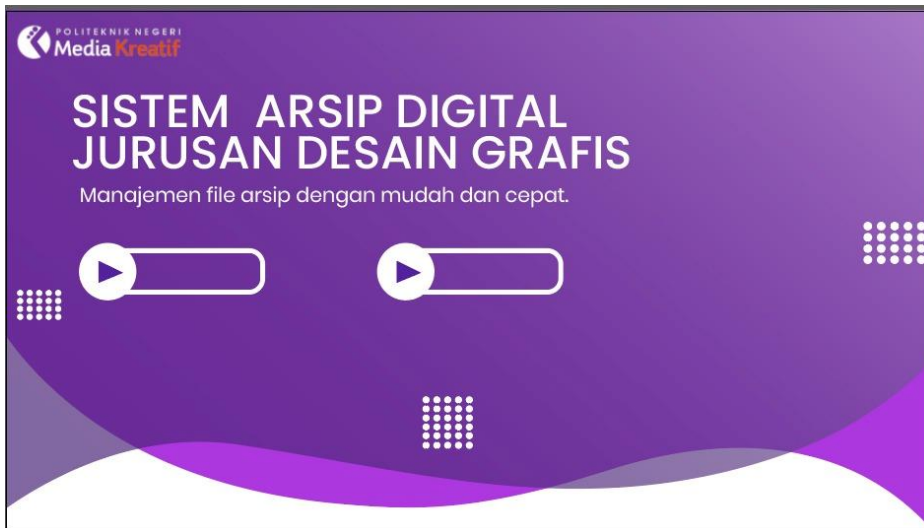 POLITEKNIK NEGERI
Media Kreatif
SISTEM ARSIP DIGITAL
JURUSAN DESAIN GRAFIS
Manajemen file arsip dengan mudah dan cepat.